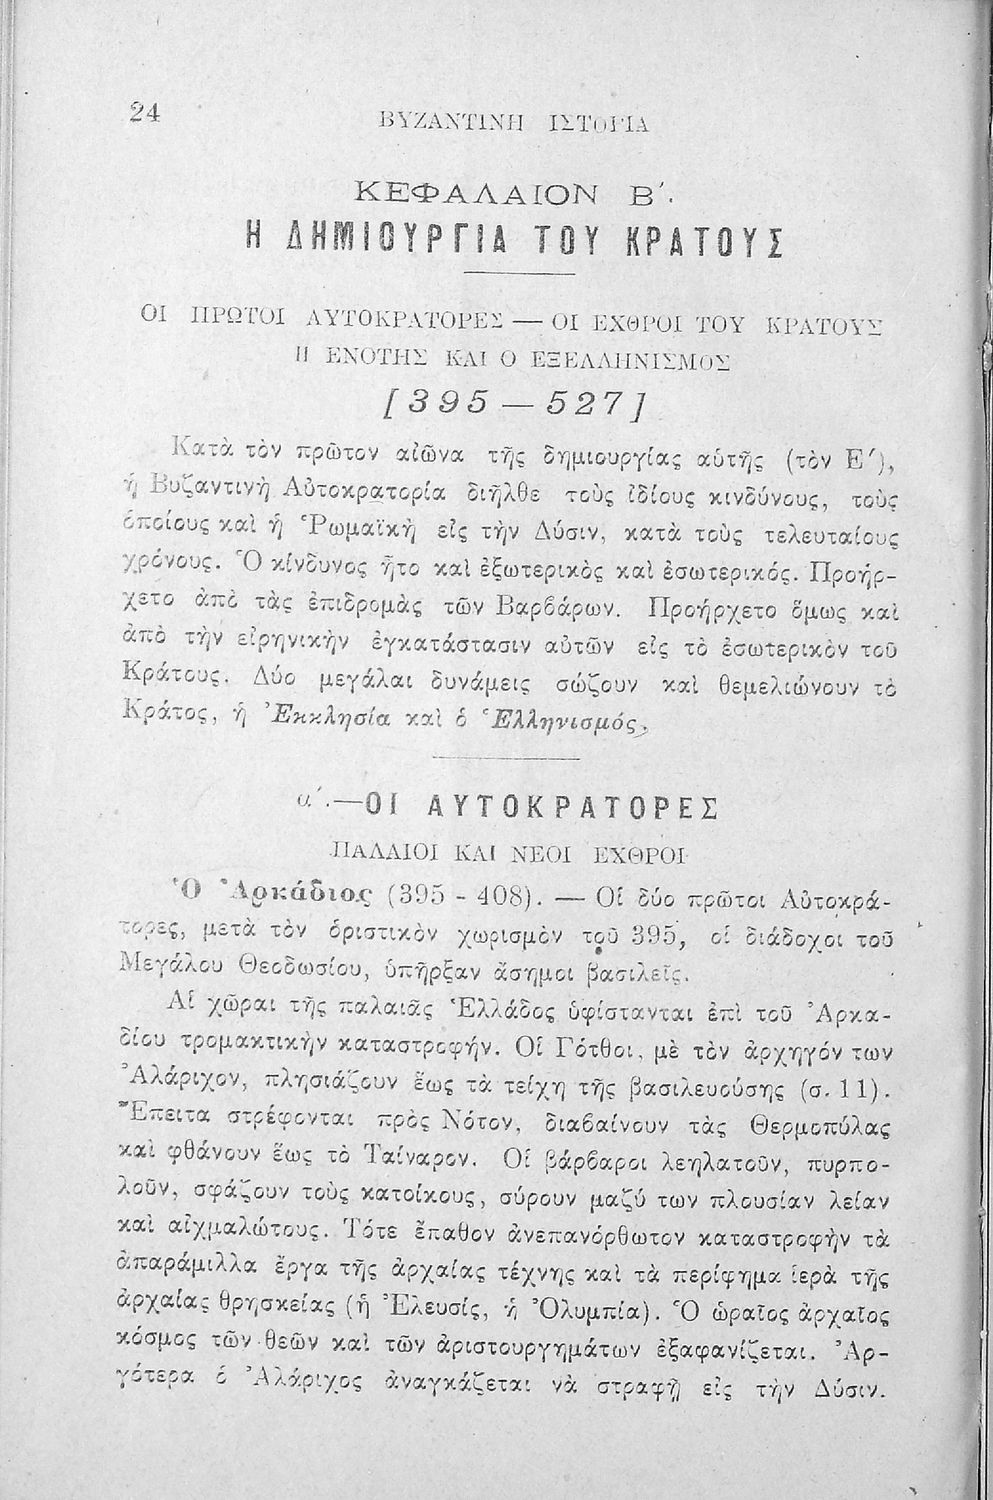 24
ΒΥΖΑΝΤΙΝΗ ΙΣΤΟΡΙΑ
ΚΕΦΑΛΑΙΟΝ Β΄.
Η ΔΗΜΙΟΥΡΓΙΑ ΤΟΥ ΚΡΑΤΟΥΣ
ΟΙ ΠΡΩΤΟΙ ΑΥΤΟΚΡΑΤΟΡΕΣ — ΟΙ ΕΧΘΡΟΙ ΤΟΥ ΚΡΑΤΟΥΣ
Η ΕΝΟΤΗΣ ΚΑΙ Ο ΕΞΕΛΛΗΝΙΣΜΟΣ
[395 — 527]
Κατὰ τὸν πρῶτον αἰῶνα τῆς δημιουργίας αὑτῆς (τὸν Ε΄),
ἡ Βυζαντινὴ Αὐτοκρατορία διῆλθε τοὺς ἰδίους κινδύνους, τοὺς
ὁποίους καὶ ἡ Ῥωμαϊκὴ εἰς τὴν Δύσιν, κατὰ τοὺς τελευταίους
χρόνους. Ὁ κίνδυνος ἦτο καὶ ἐξωτερικὸς καὶ ἐσωτερικός. Προήρ-
χετο ἀπὸ τὰς ἐπιδρομὰς τῶν Βαρβάρων. Προήρχετο ὅμως καὶ
ἀπὸ τὴν εἰρηνικὴν ἐγκατάστασιν αὐτῶν εἰς τὸ ἐσωτερικὸν τοῦ
Κράτους. Δύο μεγάλαι δυνάμεις σώζουν καὶ θεμελιώνουν τὸ
Κράτος, ἡ Ἐκκλησία καὶ ὁ Ἑλληνισμός.
α΄.—ΟΙ ΑΥΤΟΚΡΑΤΟΡΕΣ
ΠΑΛΑΙΟΙ ΚΑΙ ΝΕΟΙ ΕΧΘΡΟΙ
Ὁ Ἀρκάδιος (395 - 408). — Οἱ δύο πρῶτοι Αὐτοκρά-
τορες, μετὰ τὸν ὁριστικὸν χωρισμὸν τοῦ 395, οἱ διάδοχοι τοῦ
Μεγάλου Θεοδωσίου, ὑπῆρξαν ἄσημοι βασιλεῖς.
Αἱ χῶραι τῆς παλαιᾶς Ἑλλάδος ὑφίστανται ἐπὶ τοῦ Ἀρκα-
δίου τρομακτικὴν καταστροφήν. Οἱ Γότθοι, μὲ τὸν ἀρχηγόν των
Ἀλάριχον, πλησιάζουν ἕως τὰ τείχη τῆς βασιλευούσης (σ. 11).
Ἔπειτα στρέφονται πρὸς Νότον, διαβαίνουν τὰς Θερμοπύλας
καὶ φθάνουν ἕως τὸ Ταίναρον. Οἱ βάρβαροι λεηλατοῦν, πυρπο-
λοῦν, σφάζουν τοὺς κατοίκους, σύρουν μαζύ των πλουσίαν λείαν
καὶ αἰχμαλώτους. Τότε ἔπαθον ἀνεπανόρθωτον καταστροφὴν τὰ
ἀπαράμιλλα ἔργα τῆς ἀρχαίας τέχνης καὶ τὰ περίφημα ἱερὰ τῆς
ἀρχαίας θρησκείας (ἡ Ἐλευσίς, ἡ Ὀλυμπία). Ὁ ὡραῖος ἀρχαῖος
κόσμος τῶν θεῶν καὶ τῶν ἀριστουργημάτων ἐξαφανίζεται. Ἀρ-
γότερα ὁ Ἀλάριχος ἀναγκάζεται νὰ στραφῇ εἰς τὴν Δύσιν.